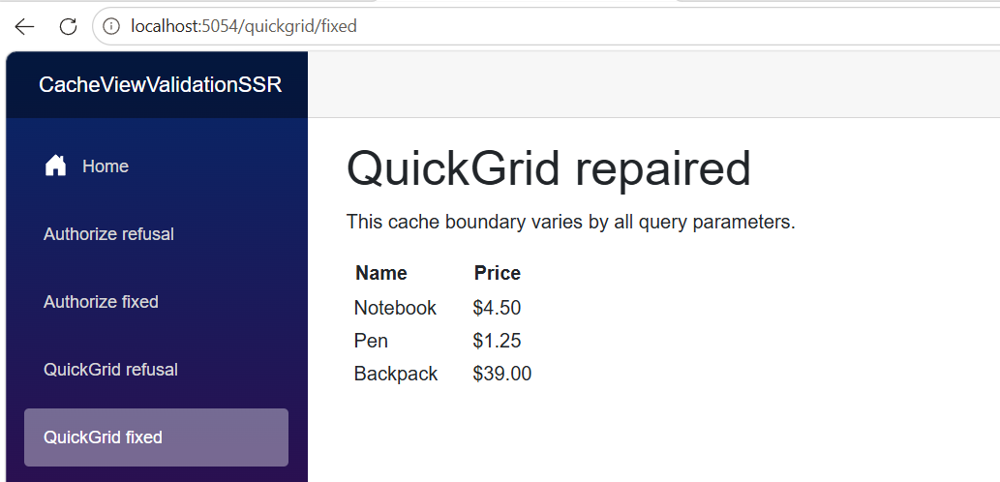 localhost:5054/quickgrid/fixed
CacheViewValidationSSR
Home
Authorize refusal
Authorize fixed
QuickGrid refusal
QuickGrid fixed
QuickGrid repaired
This cache boundary varies by all query parameters.
Name Price
Notebook $4.50
Pen $1.25
Backpack $39.00